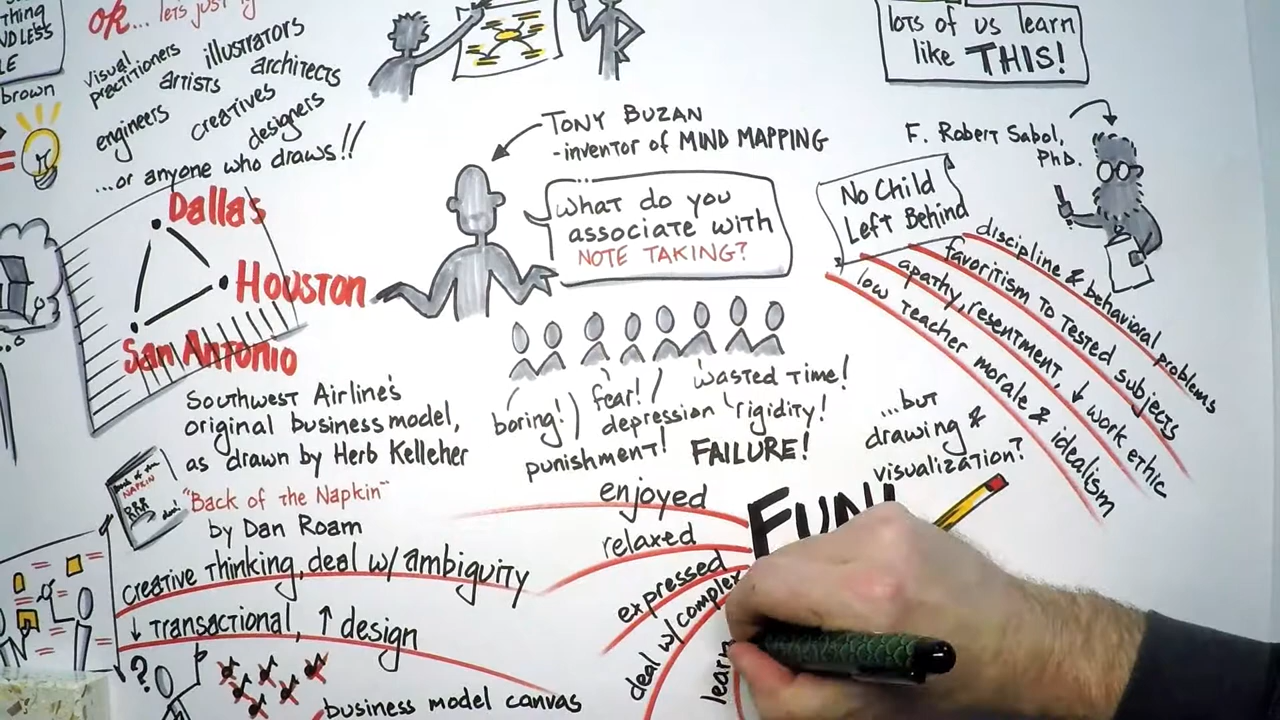 thing
NDLESS
LE
brown
OK... lets just
visual
practitioners
illustrators
artists
architects
engineers
creatives
designers
...or anyone who draws!!
Dallas
Houston
San Antonio
Southwest Airline's
original business model,
as drawn by Herb Kelleher
"Back of the Napkin"
by Dan Roam
creative thinking, deal w/ ambiguity
↓ transactional, ↑ design
?
business model canvas
TONY BUZAN
-inventor of MIND MAPPING
What do you
associate with
NOTE TAKING?
boring!
fear!
wasted time!
depression
rigidity!
punishment!
FAILURE!
enjoyed
relaxed
expressed
deal w/complex
learn
FUN!
...but
drawing &
visualization?
lots of us learn
like THIS!
F. Robert Sabol,
PhD.
No Child
Left Behind
discipline & behavioral problems
favoritism to tested subjects
apathy, resentment, ↓ work ethic
low teacher morale & idealism